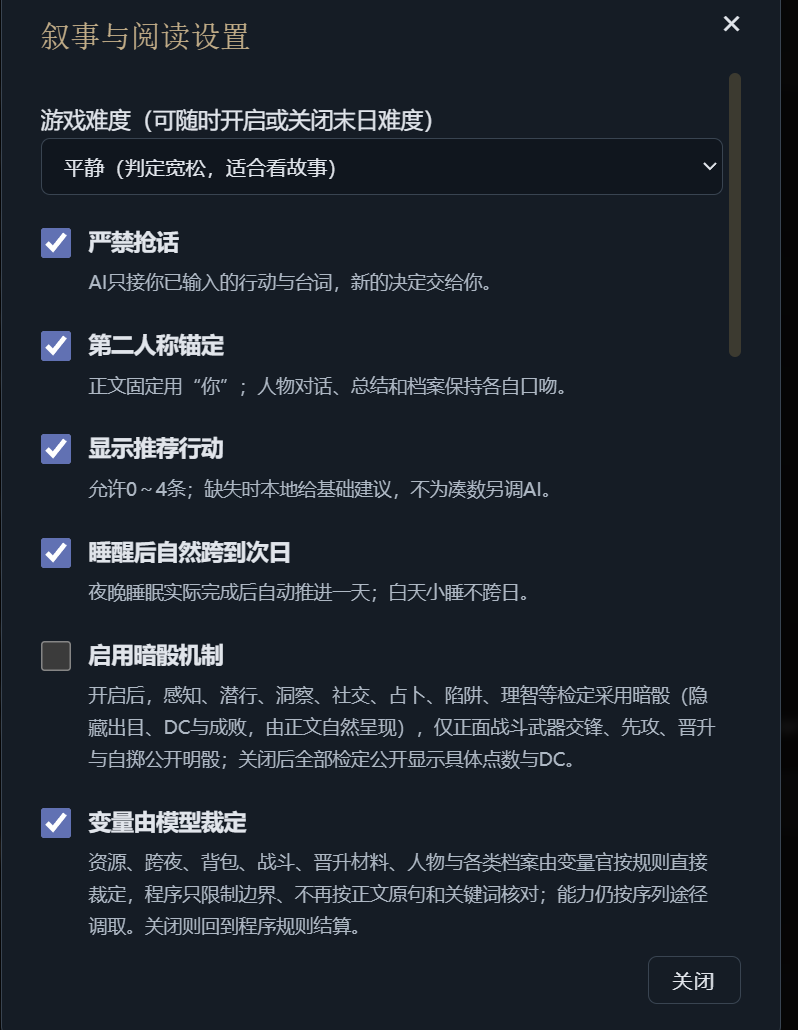 叙事与阅读设置
游戏难度（可随时开启或关闭末日难度）
平静（判定宽松，适合看故事）
严禁抢话
AI只接你已输入的行动与台词，新的决定交给你。
第二人称锚定
正文固定用“你”；人物对话、总结和档案保持各自口吻。
显示推荐行动
允许0～4条；缺失时本地给基础建议，不为凑数另调AI。
睡醒后自然跨到次日
夜晚睡眠实际完成后自动推进一天；白天小睡不跨日。
启用暗骰机制
开启后，感知、潜行、洞察、社交、占卜、陷阱、理智等检定采用暗骰（隐
藏出目、DC与成败，由正文自然呈现），仅正面战斗武器交锋、先攻、晋升
与自掷公开明骰；关闭后全部检定公开显示具体点数与DC。
变量由模型裁定
资源、跨夜、背包、战斗、晋升材料、人物与各类档案由变量官按规则直接
裁定，程序只限制边界、不再按正文原句和关键词核对；能力仍按序列途径
调取。关闭则回到程序规则结算。
关闭